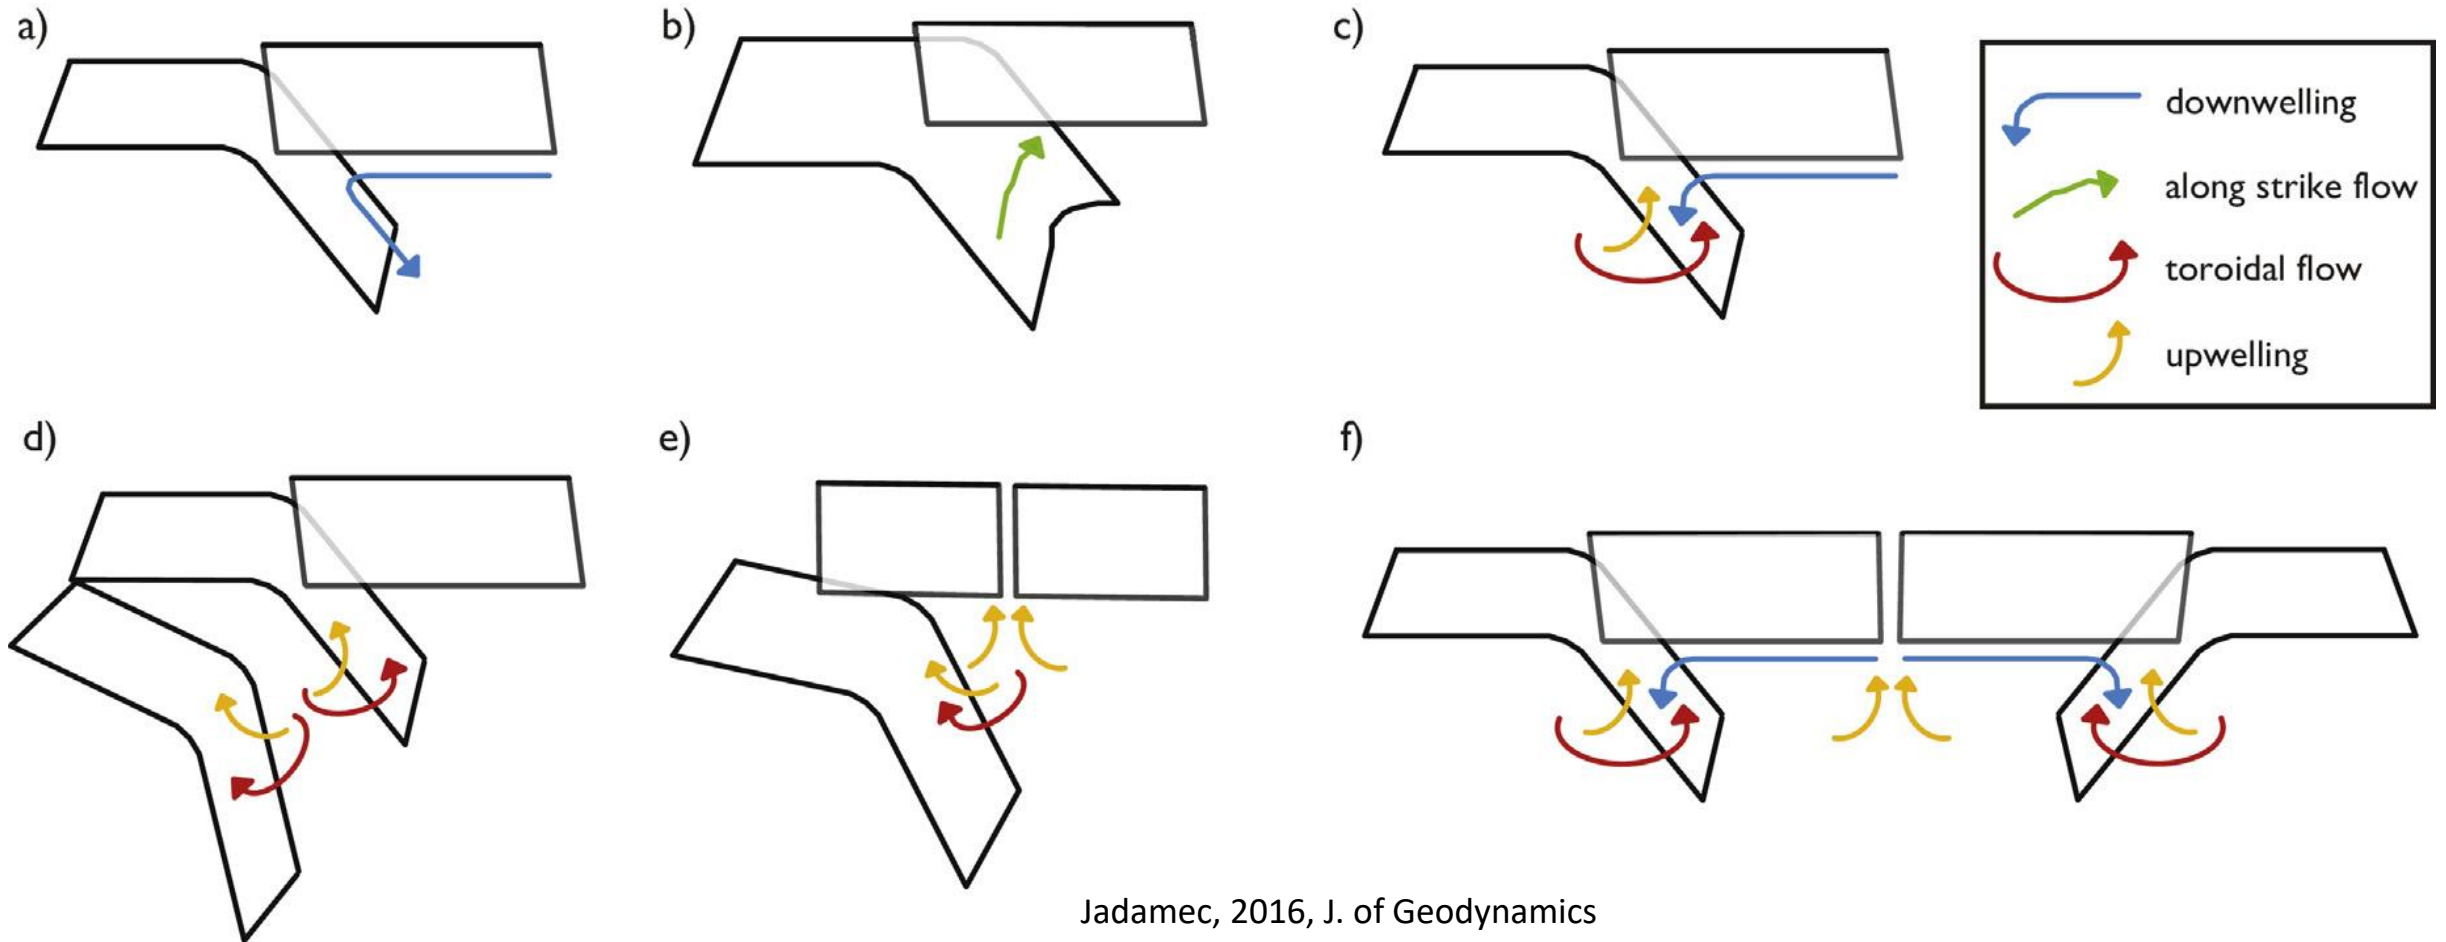 a)
b)
c)
downwelling
along strike flow
toroidal flow
upwelling
d)
e)
f)
Jadamec, 2016, J. of Geodynamics